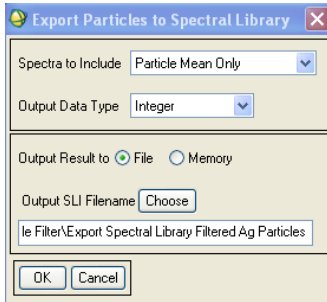 Export Particles to Spectral Library
Spectra to Include Particle Mean Only
Output Data Type Integer
Output Result to File Memory
Output SLI Filename Choose
le Filter\Export Spectral Library Filtered Ag Particles
OK Cancel